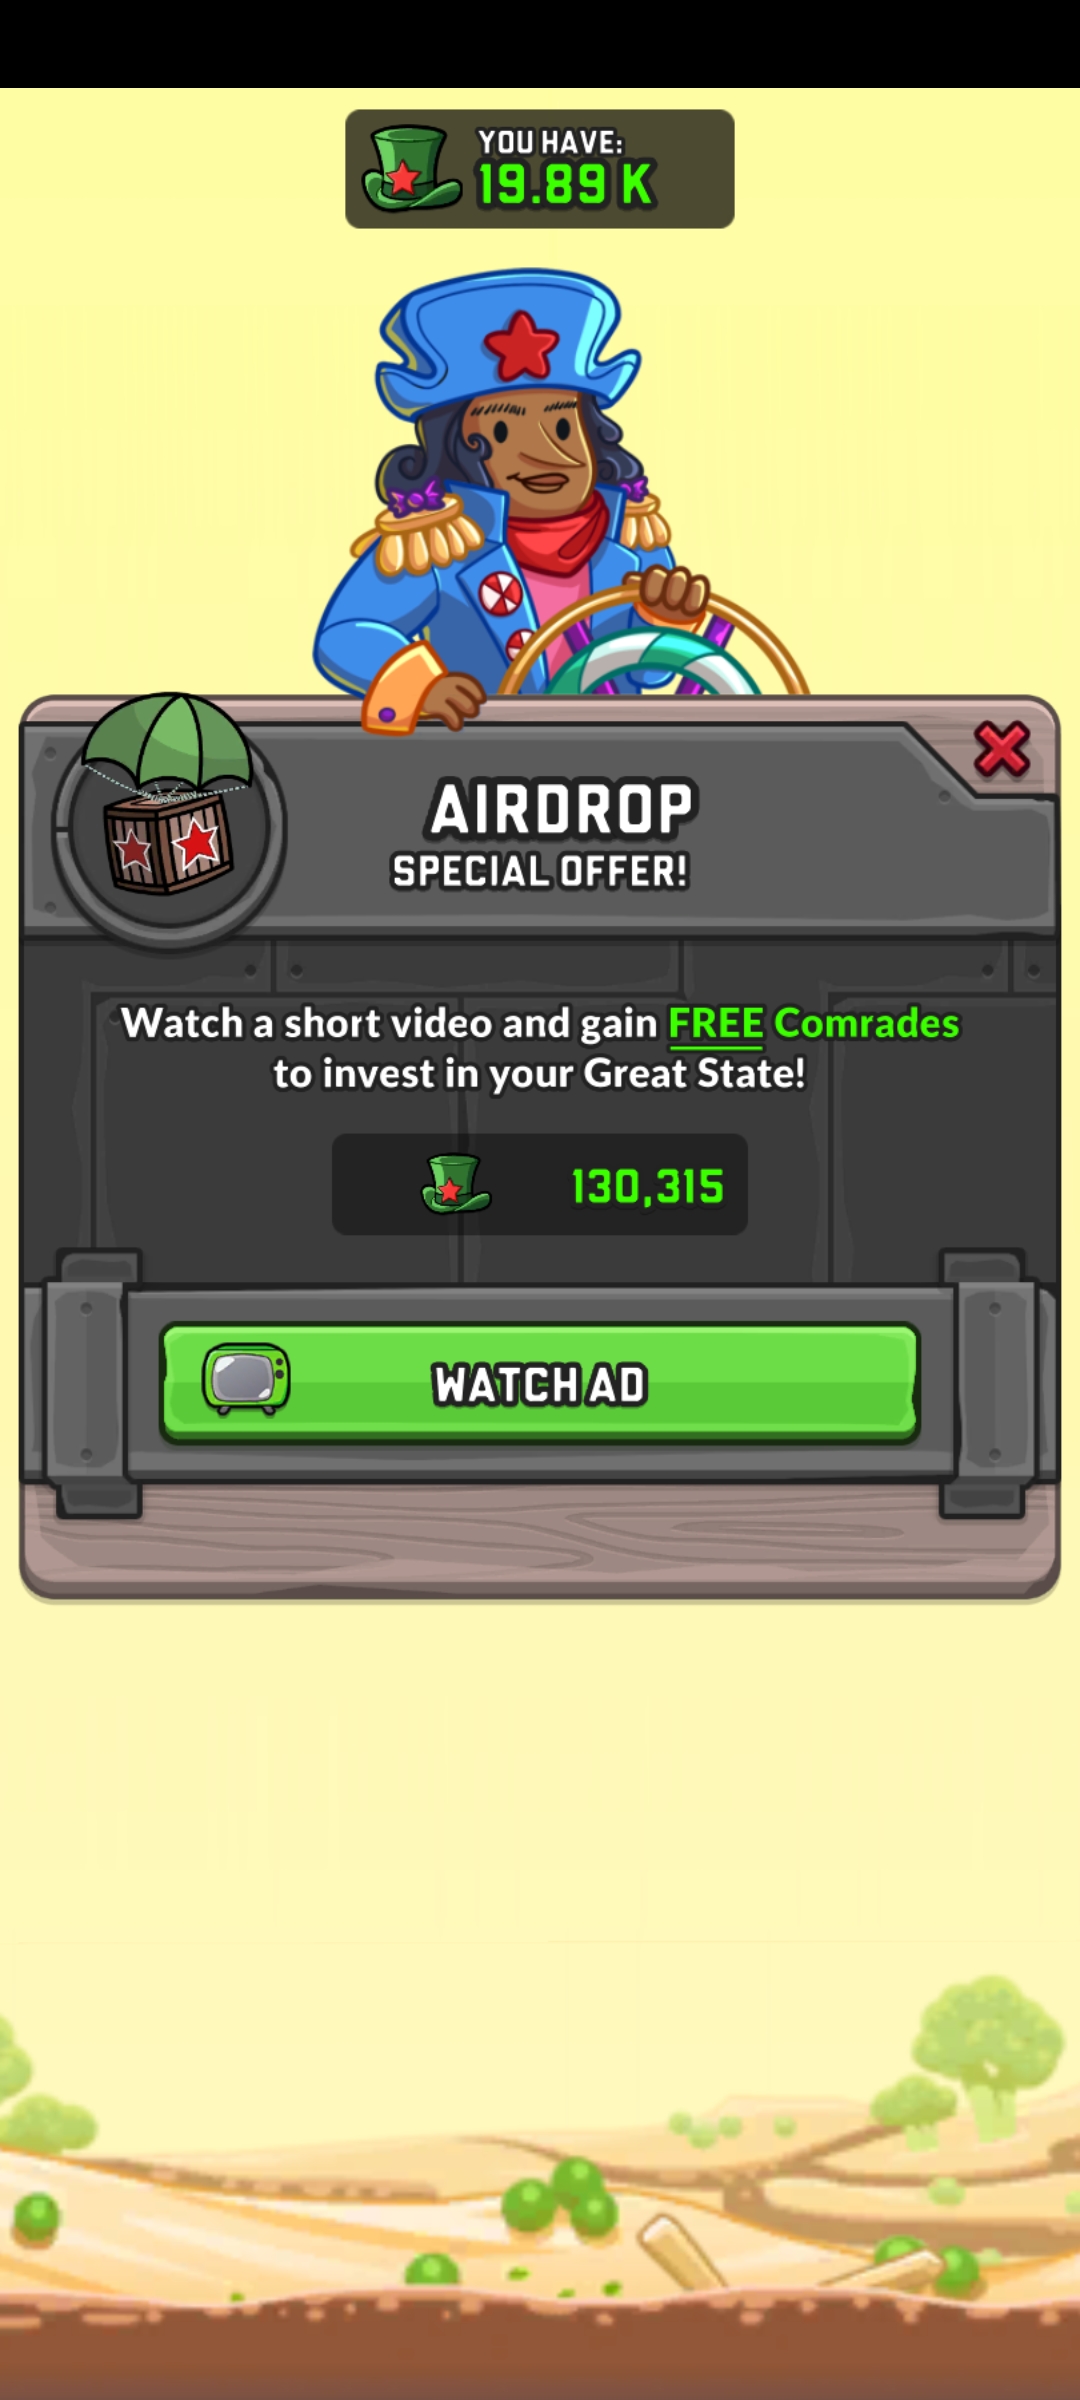 YOU HAVE:
19.89 K
AIRDROP
SPECIAL OFFER!
Watch a short video and gain FREE Comrades
to invest in your Great State!
130,315
WATCH AD